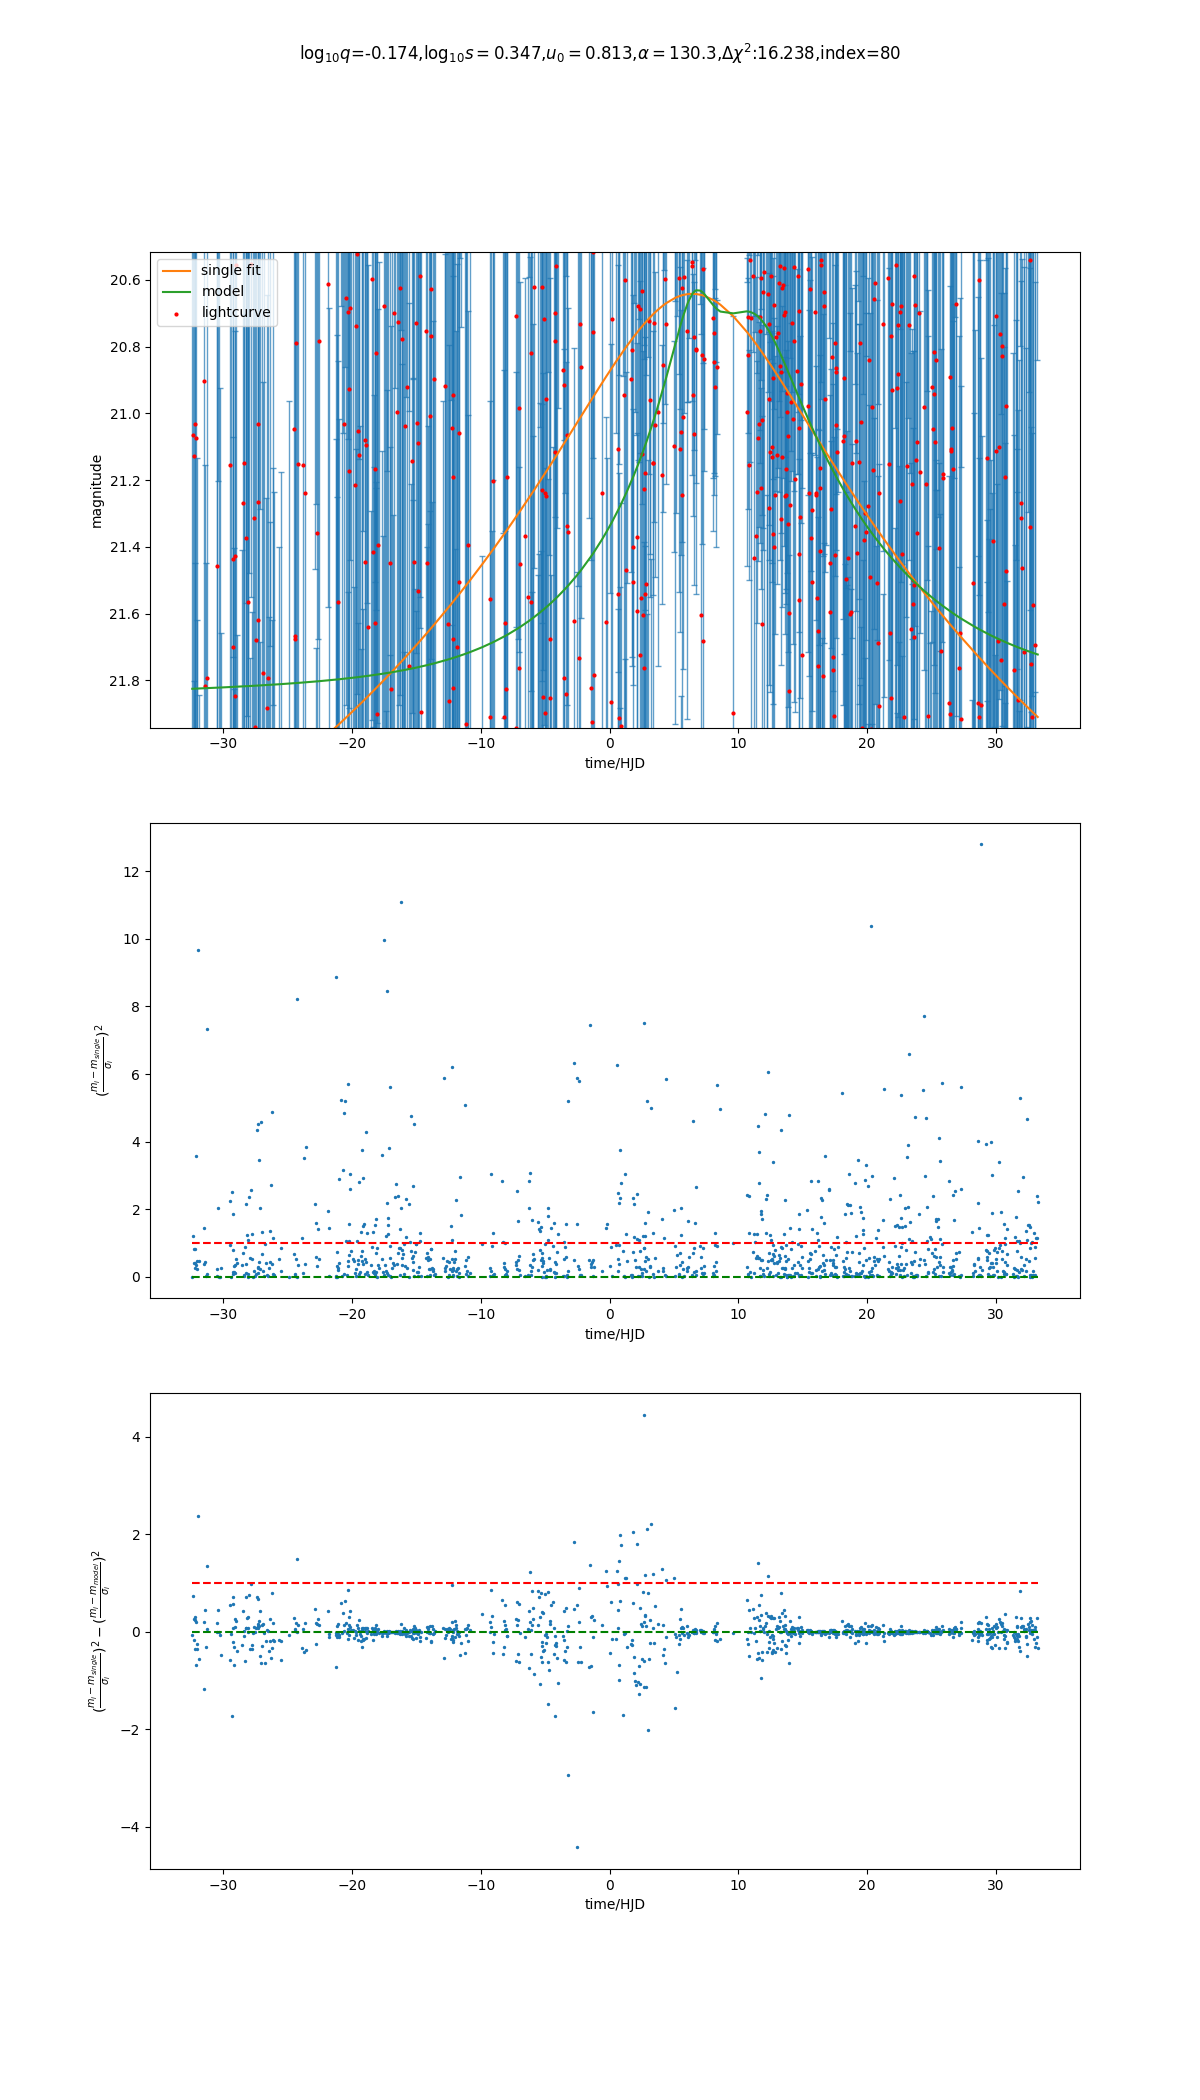 log₁₀q=-0.174,log₁₀s = 0.347,u₀ = 0.813,α = 130.3,Δχ²:16.238,index=80
single fit
model
lightcurve
20.6
20.8
21.0
21.2
21.4
21.6
21.8
magnitude
−30 −20 −10 0 10 20 30
time/HJD
12
10
8
6
4
2
0
(mᵢ − m_single / σᵢ)²
−30 −20 −10 0 10 20 30
time/HJD
4
2
0
−2
−4
(mᵢ − m_single / σᵢ)² − (mᵢ − m_model / σᵢ)²
−30 −20 −10 0 10 20 30
time/HJD